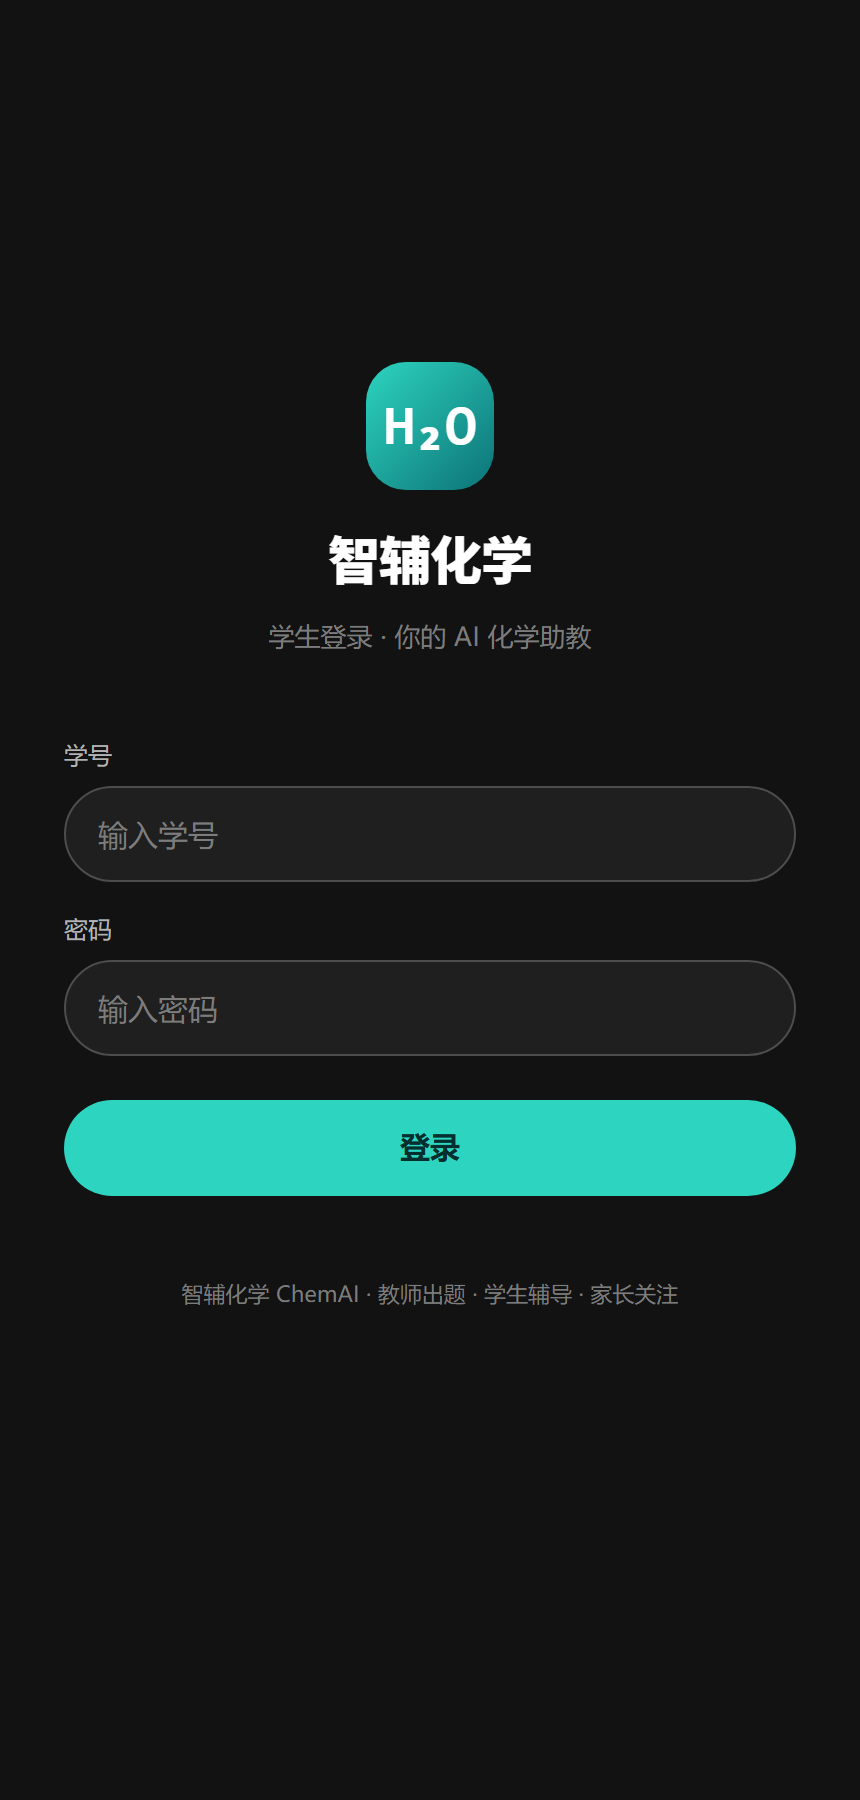 H₂O
智辅化学
学生登录 · 你的 AI 化学助教
学号
输入学号
密码
输入密码
登录
智辅化学 ChemAI · 教师出题 · 学生辅导 · 家长关注